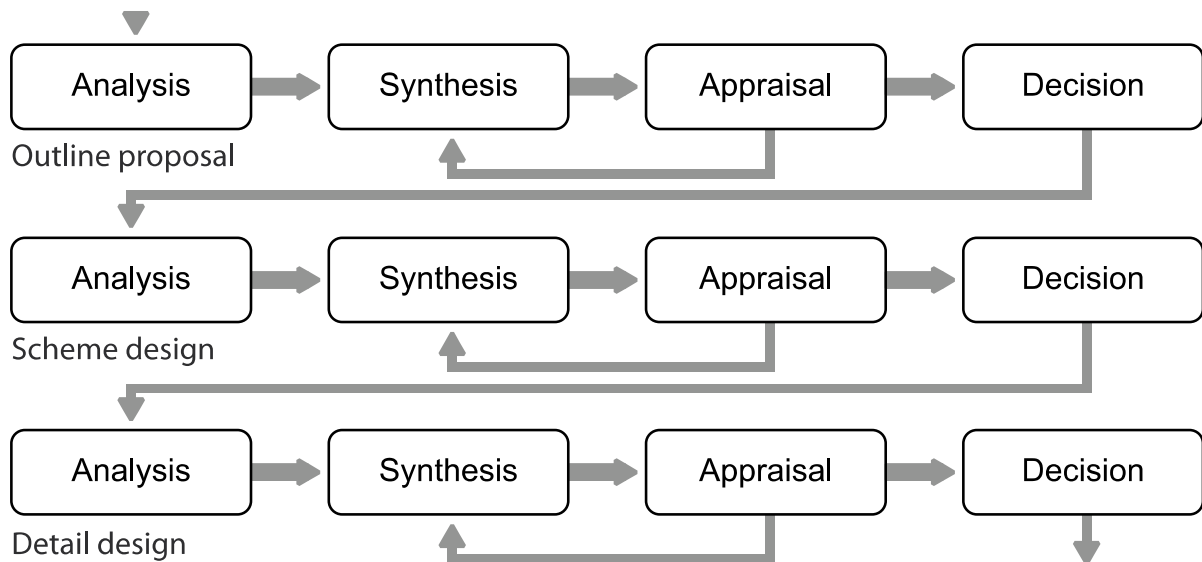 Analysis Synthesis Appraisal Decision
Outline proposal
Analysis Synthesis Appraisal Decision
Scheme design
Analysis Synthesis Appraisal Decision
Detail design